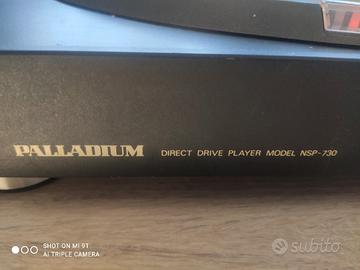 PALLADIUM DIRECT DRIVE PLAYER MODEL NSP-730
SHOT ON MI 9T
AI TRIPLE CAMERA
subito